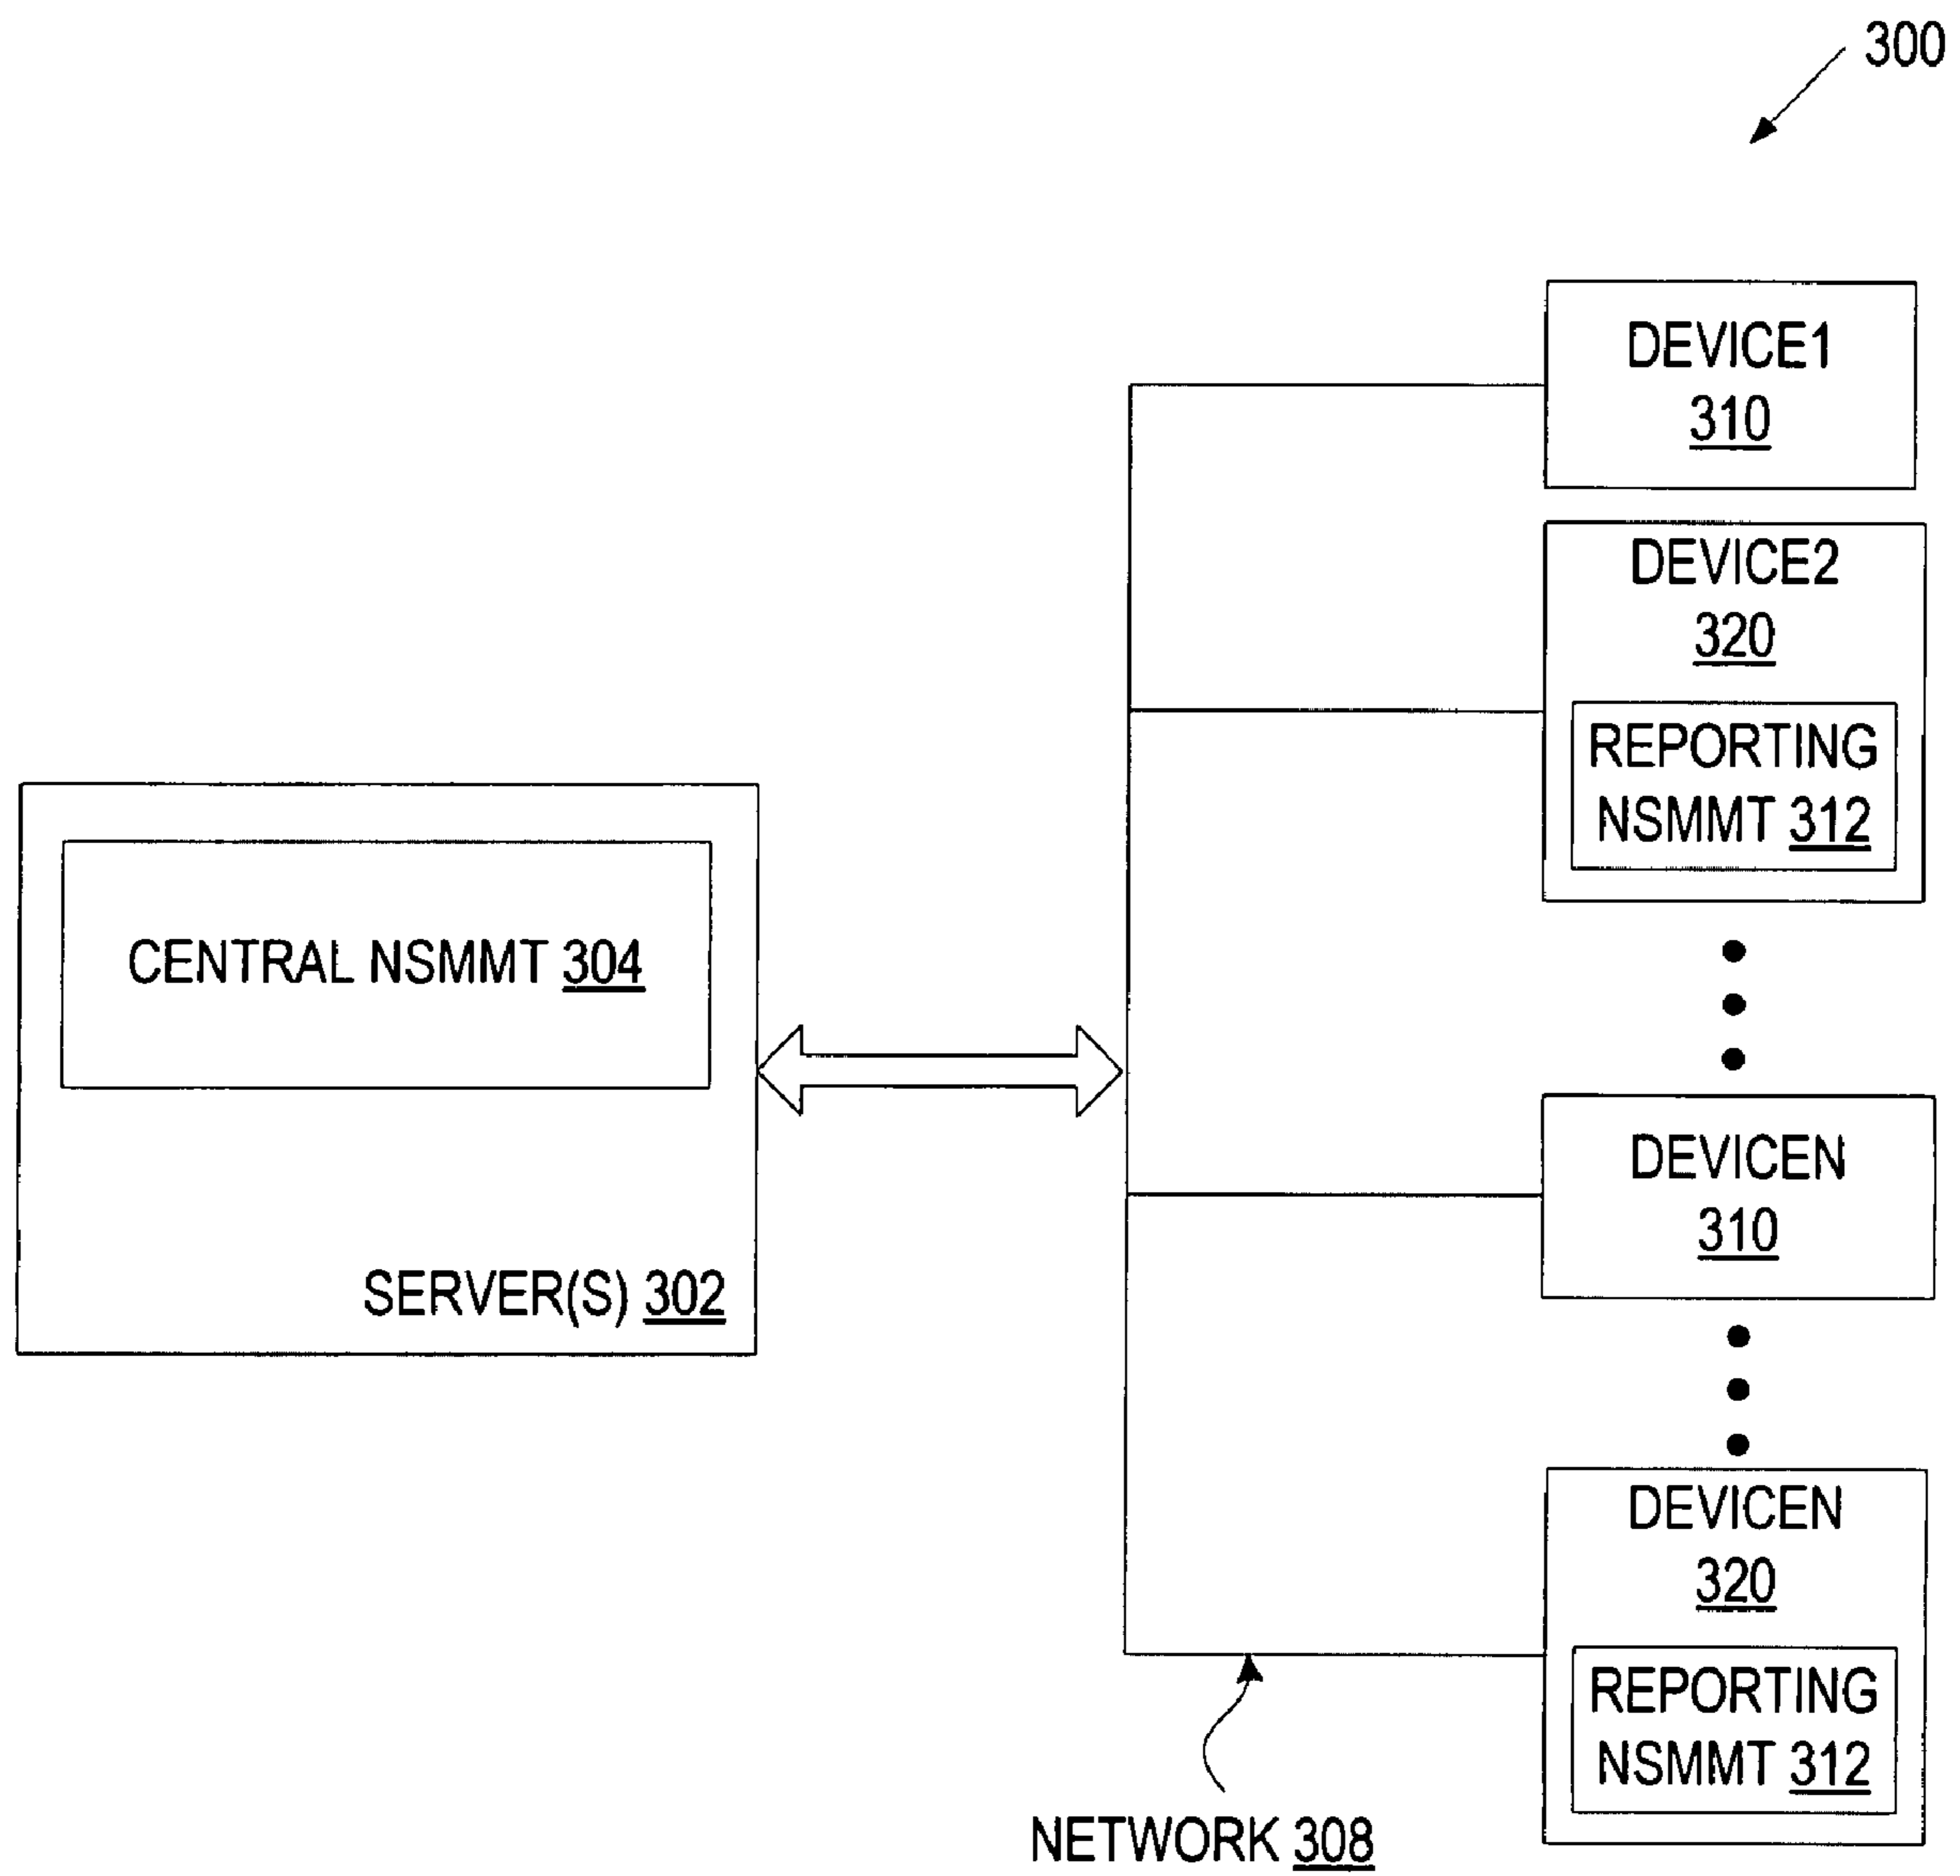 300
DEVICE1
310
DEVICE2
320
REPORTING
NSMMT 312
CENTRAL NSMMT 304
SERVER(S) 302
DEVICEN
310
DEVICEN
320
REPORTING
NSMMT 312
NETWORK 308